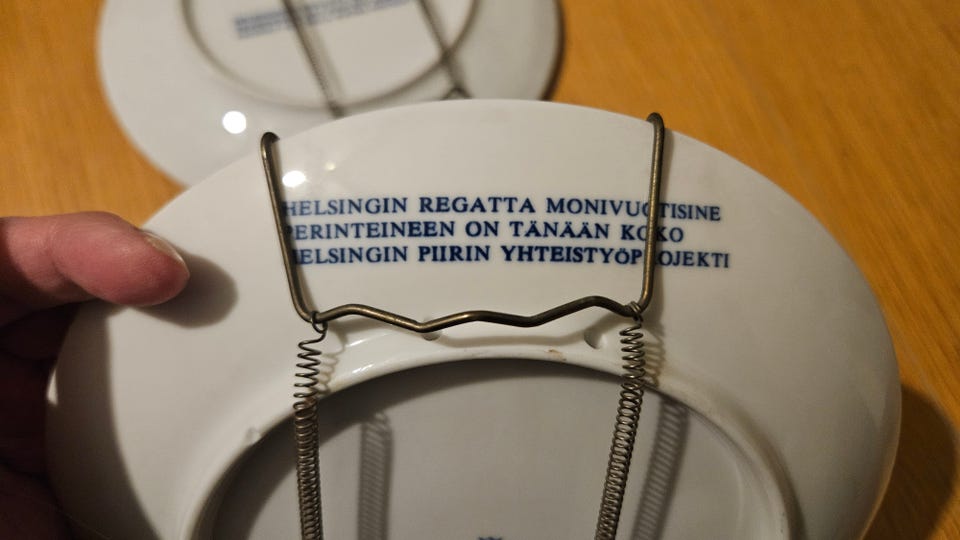 HELSINGIN REGATTA MONIVUOTISINE
PERINTEINEEN ON TÄNÄÄN KOKO
HELSINGIN PIIRIN YHTEISTYÖPROJEKTI